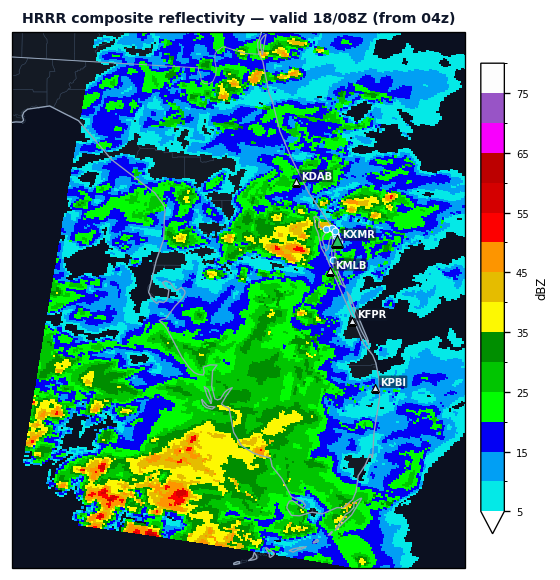 HRRR composite reflectivity — valid 18/08Z (from 04z)
KDAB
KXMR
KMLB
KFPR
KPBI
75
65
55
45
35
25
15
5
dBZ